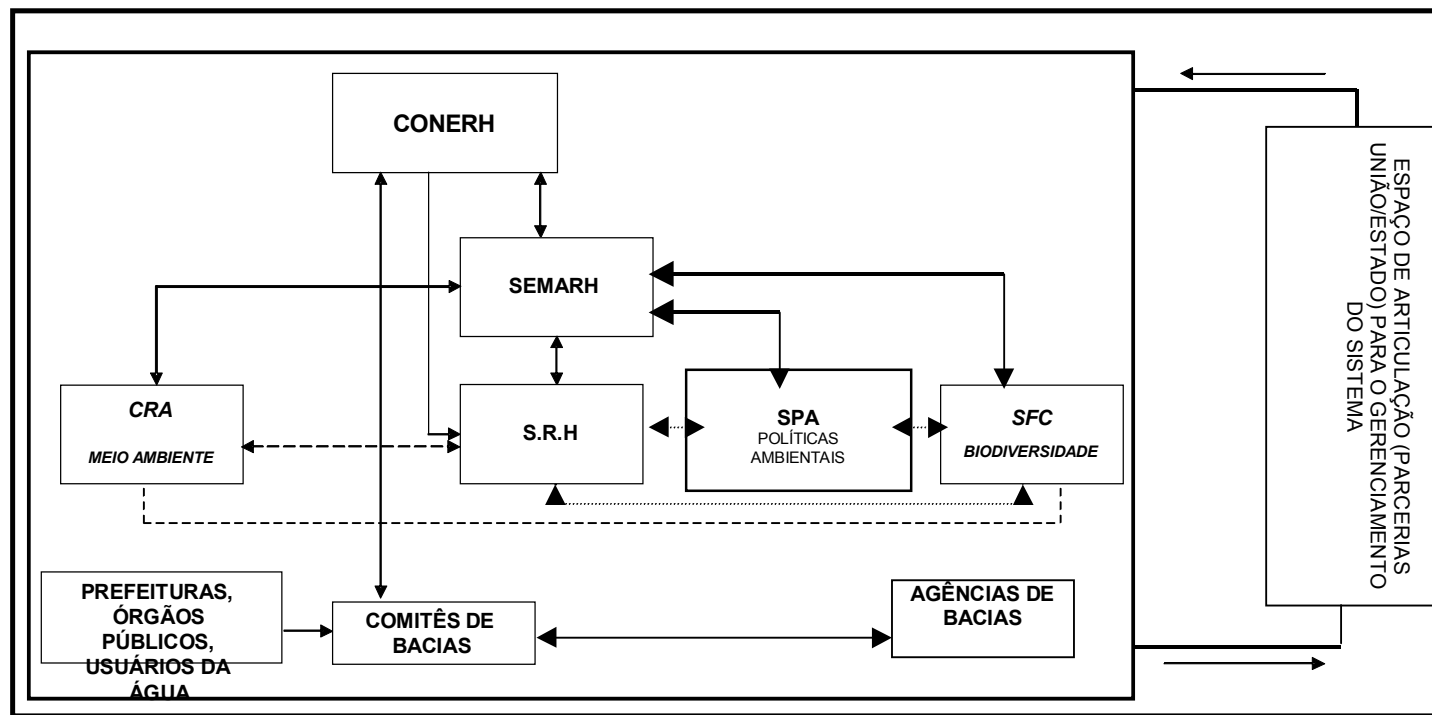 CONERH
SEMARH
CRA
MEIO AMBIENTE
S.R.H
SPA
POLÍTICAS
AMBIENTAIS
SFC
BIODIVERSIDADE
PREFEITURAS,
ÓRGÃOS
PÚBLICOS,
USUÁRIOS DA
ÁGUA
COMITÊS DE
BACIAS
AGÊNCIAS DE
BACIAS
ESPAÇO DE ARTICULAÇÃO (PARCERIAS
UNIÃO/ESTADO) PARA O GERENCIAMENTO
DO SISTEMA